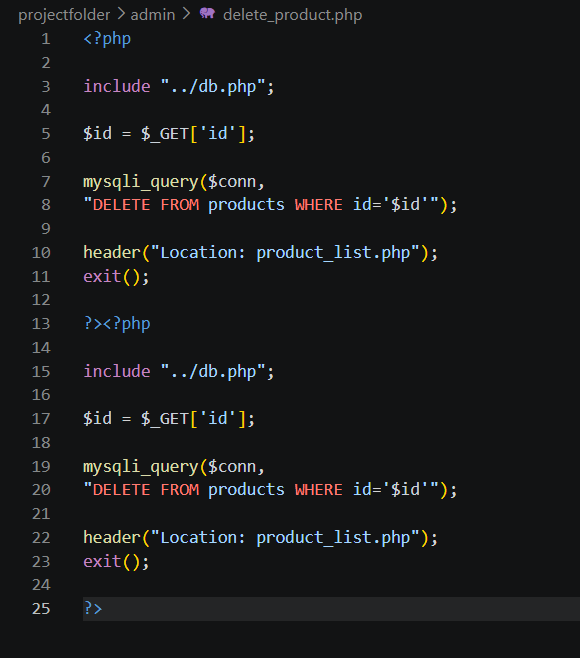 projectfolder > admin > delete_product.php
1 <?php
2
3 include "../db.php";
4
5 $id = $_GET['id'];
6
7 mysqli_query($conn,
8 "DELETE FROM products WHERE id='$id'");
9
10 header("Location: product_list.php");
11 exit();
12
13 ?><?php
14
15 include "../db.php";
16
17 $id = $_GET['id'];
18
19 mysqli_query($conn,
20 "DELETE FROM products WHERE id='$id'");
21
22 header("Location: product_list.php");
23 exit();
24
25 ?>